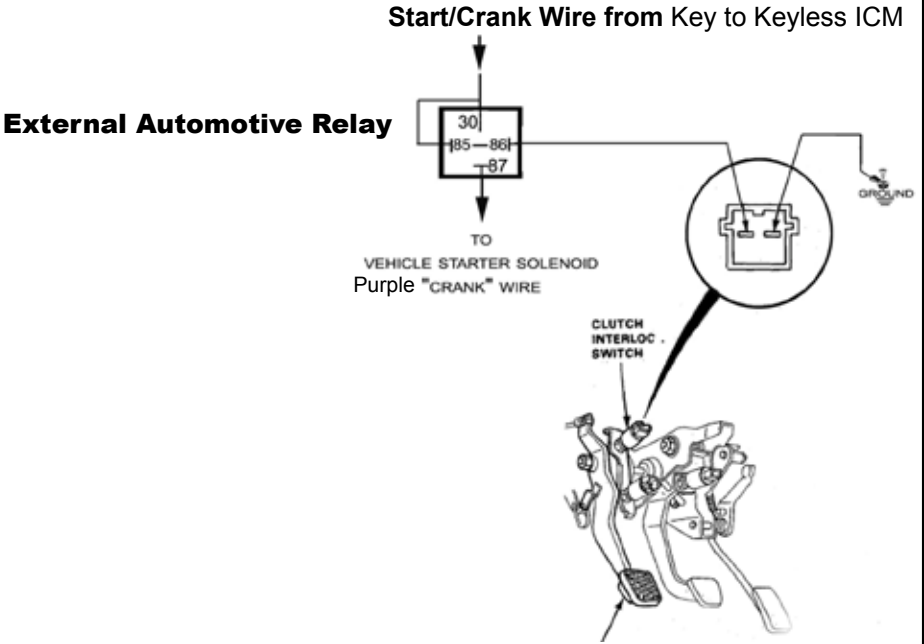 Start/Crank Wire from Key to Keyless ICM
External Automotive Relay
30
85 86
87
GROUND
TO
VEHICLE STARTER SOLENOID
Purple "CRANK" WIRE
CLUTCH
INTERLOC .
SWITCH